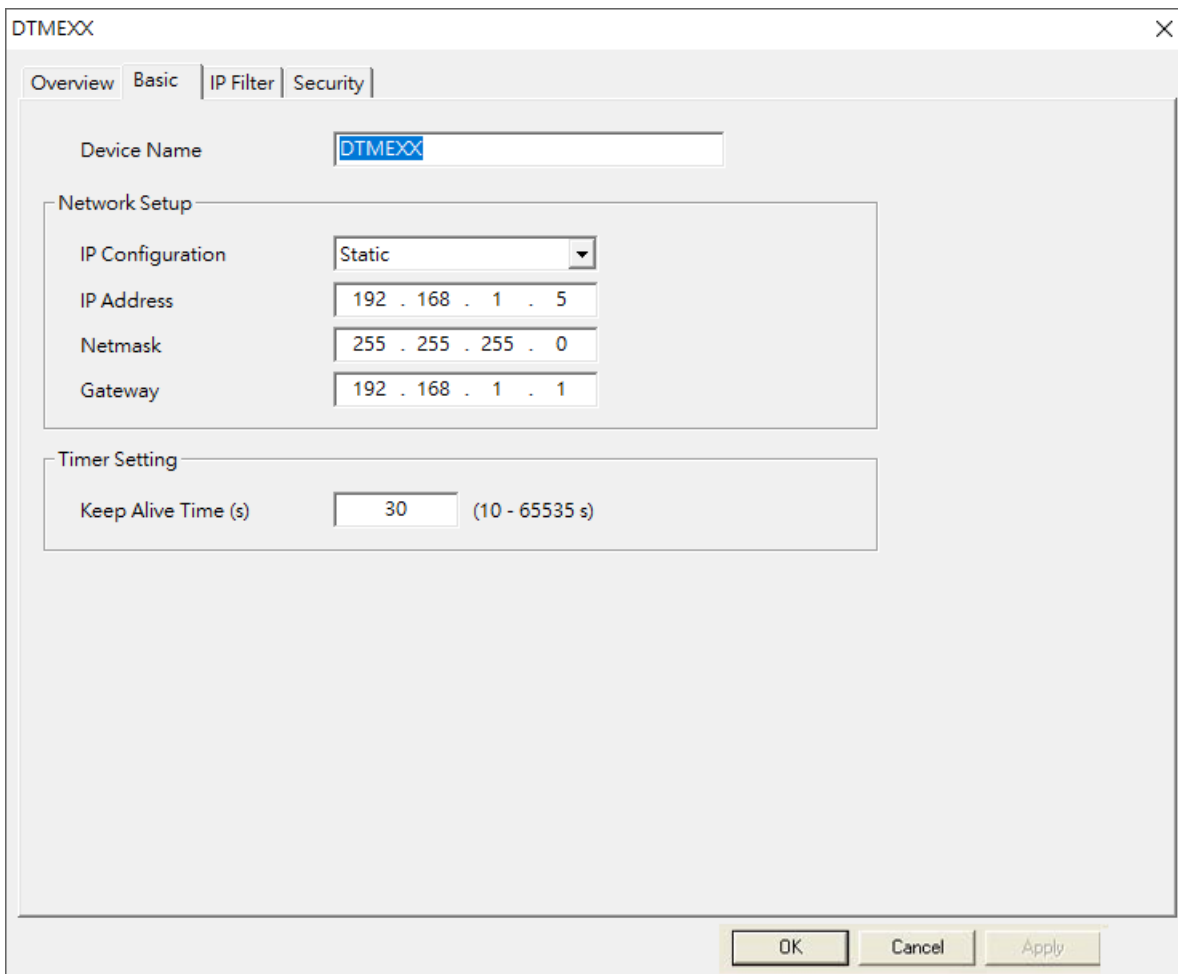 DTMEXX
Overview Basic IP Filter Security
Device Name DTMEXX
Network Setup
IP Configuration Static
IP Address 192 . 168 . 1 . 5
Netmask 255 . 255 . 255 . 0
Gateway 192 . 168 . 1 . 1
Timer Setting
Keep Alive Time (s) 30 (10 - 65535 s)
OK Cancel Apply